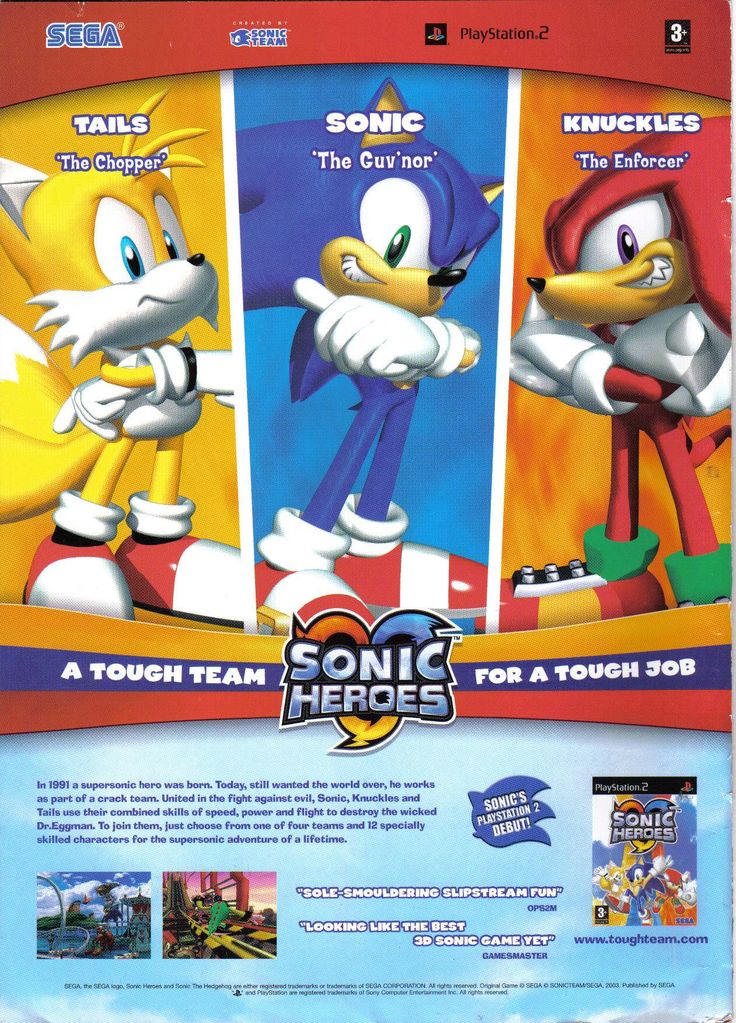 SEGA®
CREATED BY
SONIC
TEAM
PlayStation®2
3+
www.pegi.info
TAILS
'The Chopper'
SONIC
'The Guv'nor'
KNUCKLES
'The Enforcer'
A TOUGH TEAM
SONIC
HEROES™
FOR A TOUGH JOB
In 1991 a supersonic hero was born. Today, still wanted the world over, he works
as part of a crack team. United in the fight against evil, Sonic, Knuckles and
Tails use their combined skills of speed, power and flight to destroy the wicked
Dr.Eggman. To join them, just choose from one of four teams and 12 specially
skilled characters for the supersonic adventure of a lifetime.
SONIC'S
PLAYSTATION 2
DEBUT!
PlayStation®2
SONIC
HEROES
3+
SEGA
"SOLE-SMOULDERING SLIPSTREAM FUN"
OPS2M
"LOOKING LIKE THE BEST
3D SONIC GAME YET"
GAMESMASTER
www.toughteam.com
SEGA, the SEGA logo, Sonic Heroes and Sonic The Hedgehog are either registered trademarks or trademarks of SEGA CORPORATION. All rights reserved. Original Game © SEGA © SONICTEAM/SEGA, 2003. Published by SEGA.
and PlayStation are registered trademarks of Sony Computer Entertainment Inc. All rights reserved.